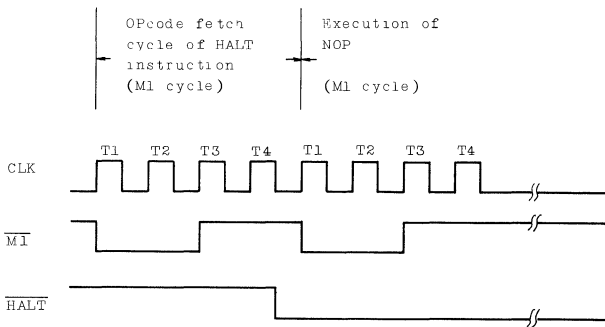 OPcode fetch
cycle of HALT
instruction
(M1 cycle)
Execution of
NOP
(M1 cycle)
T1 T2 T3 T4 T1 T2 T3 T4
CLK
M1
HALT